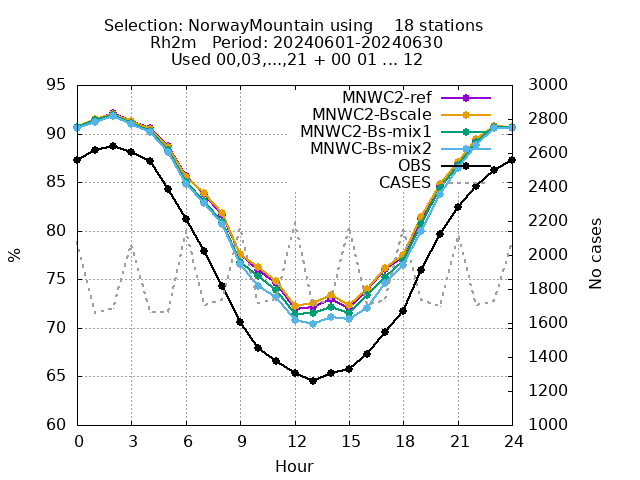 Selection: NorwayMountain using    18 stations
Rh2m   Period: 20240601-20240630
Used 00,03,...,21 + 00 01 ... 12
95
90
85
80
75
70
65
60
%
3000
2800
2600
2400
2200
2000
1800
1600
1400
1200
1000
No cases
MNWC2-ref
MNWC2-Bscale
MNWC2-Bs-mix1
MNWC-Bs-mix2
OBS
CASES
0 3 6 9 12 15 18 21 24
Hour